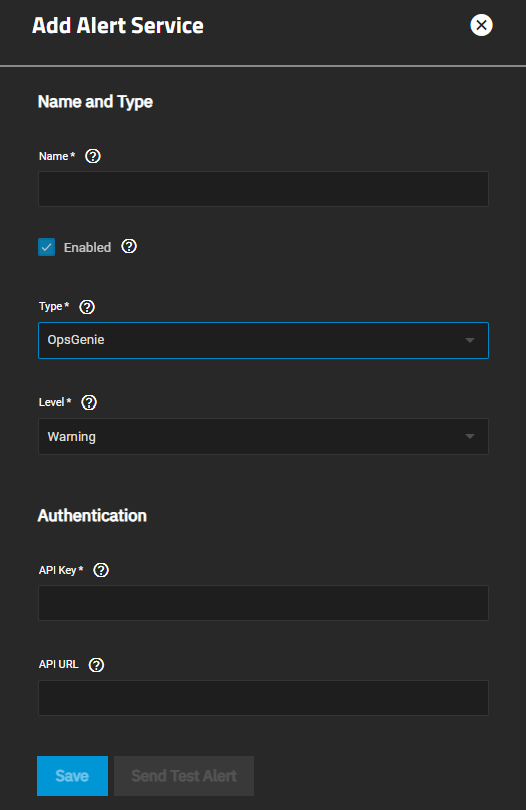 Add Alert Service
Name and Type
Name *
Enabled
Type *
OpsGenie
Level *
Warning
Authentication
API Key *
API URL
Save
Send Test Alert